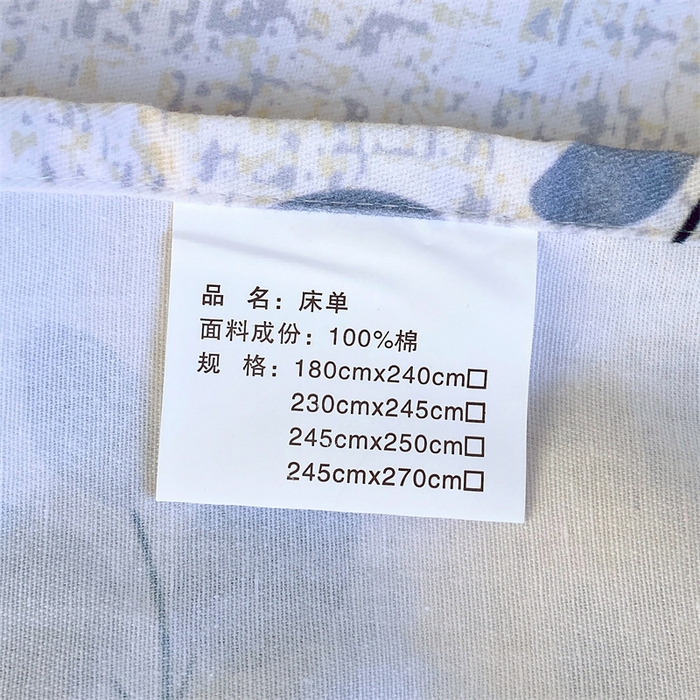 品 名：床单
面料成份：100%棉
规 格：180cmx240cm□
230cmx245cm□
245cmx250cm□
245cmx270cm□